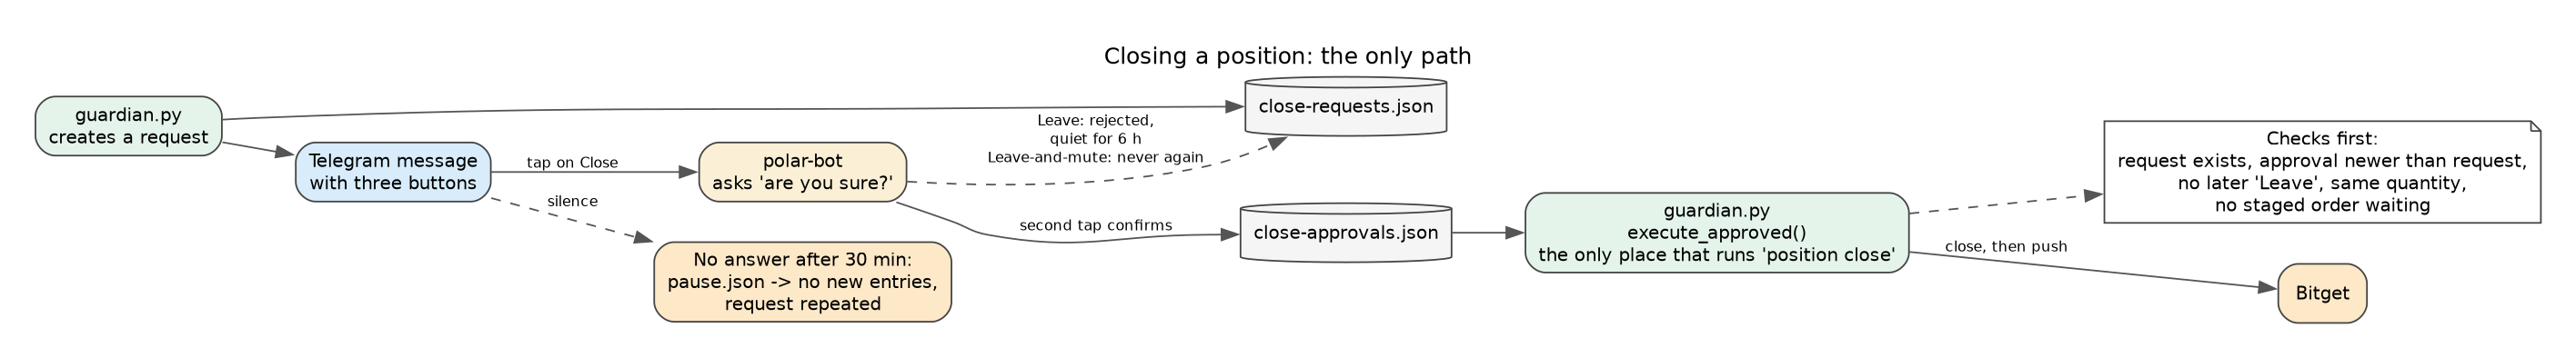 Closing a position: the only path
guardian.py
creates a request
Telegram message
with three buttons
tap on Close
silence
polar-bot
asks 'are you sure?'
No answer after 30 min:
pause.json -> no new entries,
request repeated
Leave: rejected,
quiet for 6 h
Leave-and-mute: never again
second tap confirms
close-requests.json
close-approvals.json
guardian.py
execute_approved()
the only place that runs 'position close'
close, then push
Checks first:
request exists, approval newer than request,
no later 'Leave', same quantity,
no staged order waiting
Bitget